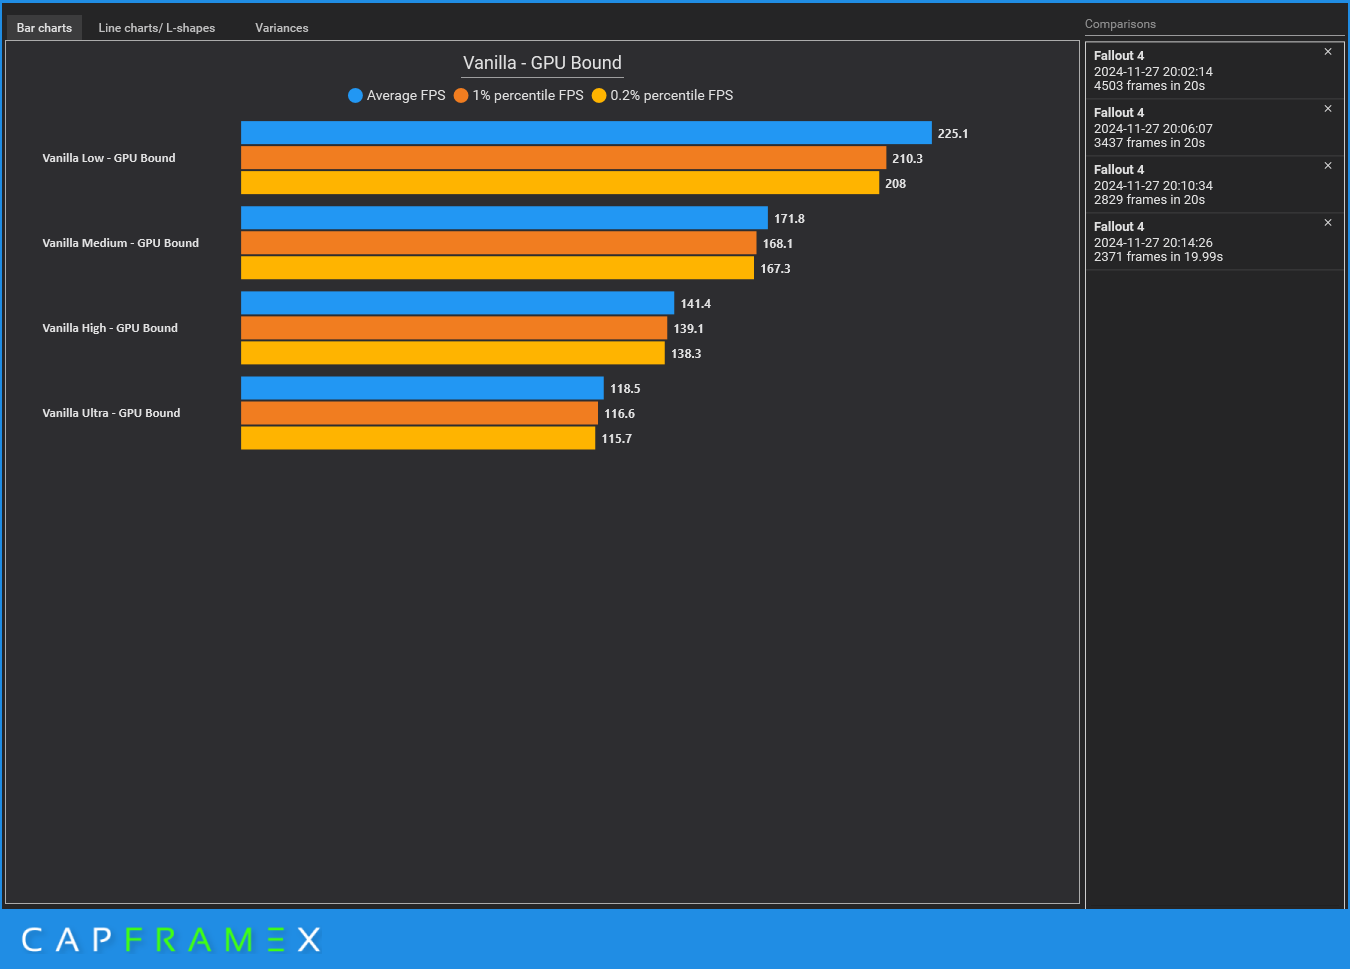 Bar charts Line charts/ L-shapes Variances
Comparisons
Vanilla - GPU Bound
Average FPS 1% percentile FPS 0.2% percentile FPS
Vanilla Low - GPU Bound
225.1
210.3
208
Vanilla Medium - GPU Bound
171.8
168.1
167.3
Vanilla High - GPU Bound
141.4
139.1
138.3
Vanilla Ultra - GPU Bound
118.5
116.6
115.7
Fallout 4
2024-11-27 20:02:14
4503 frames in 20s
Fallout 4
2024-11-27 20:06:07
3437 frames in 20s
Fallout 4
2024-11-27 20:10:34
2829 frames in 20s
Fallout 4
2024-11-27 20:14:26
2371 frames in 19.99s
CAPFRAMEX